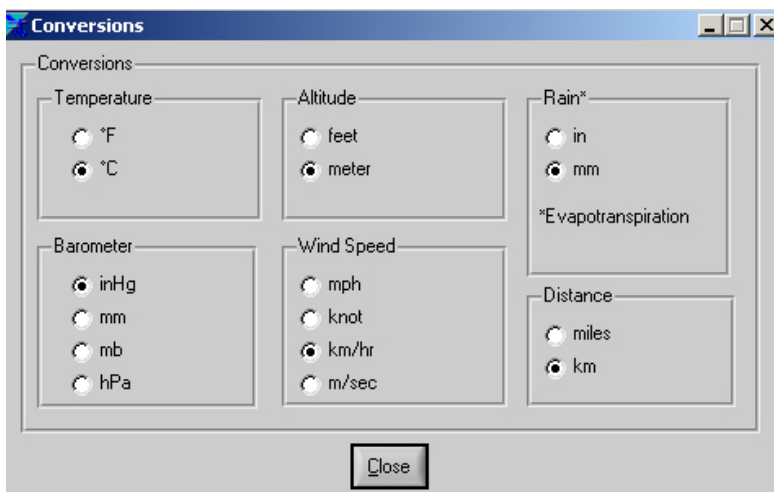 Conversions
Conversions
Temperature
°F
°C
Altitude
feet
meter
Rain*
in
mm
*Evapotranspiration
Barometer
inHg
mm
mb
hPa
Wind Speed
mph
knot
km/hr
m/sec
Distance
miles
km
Close